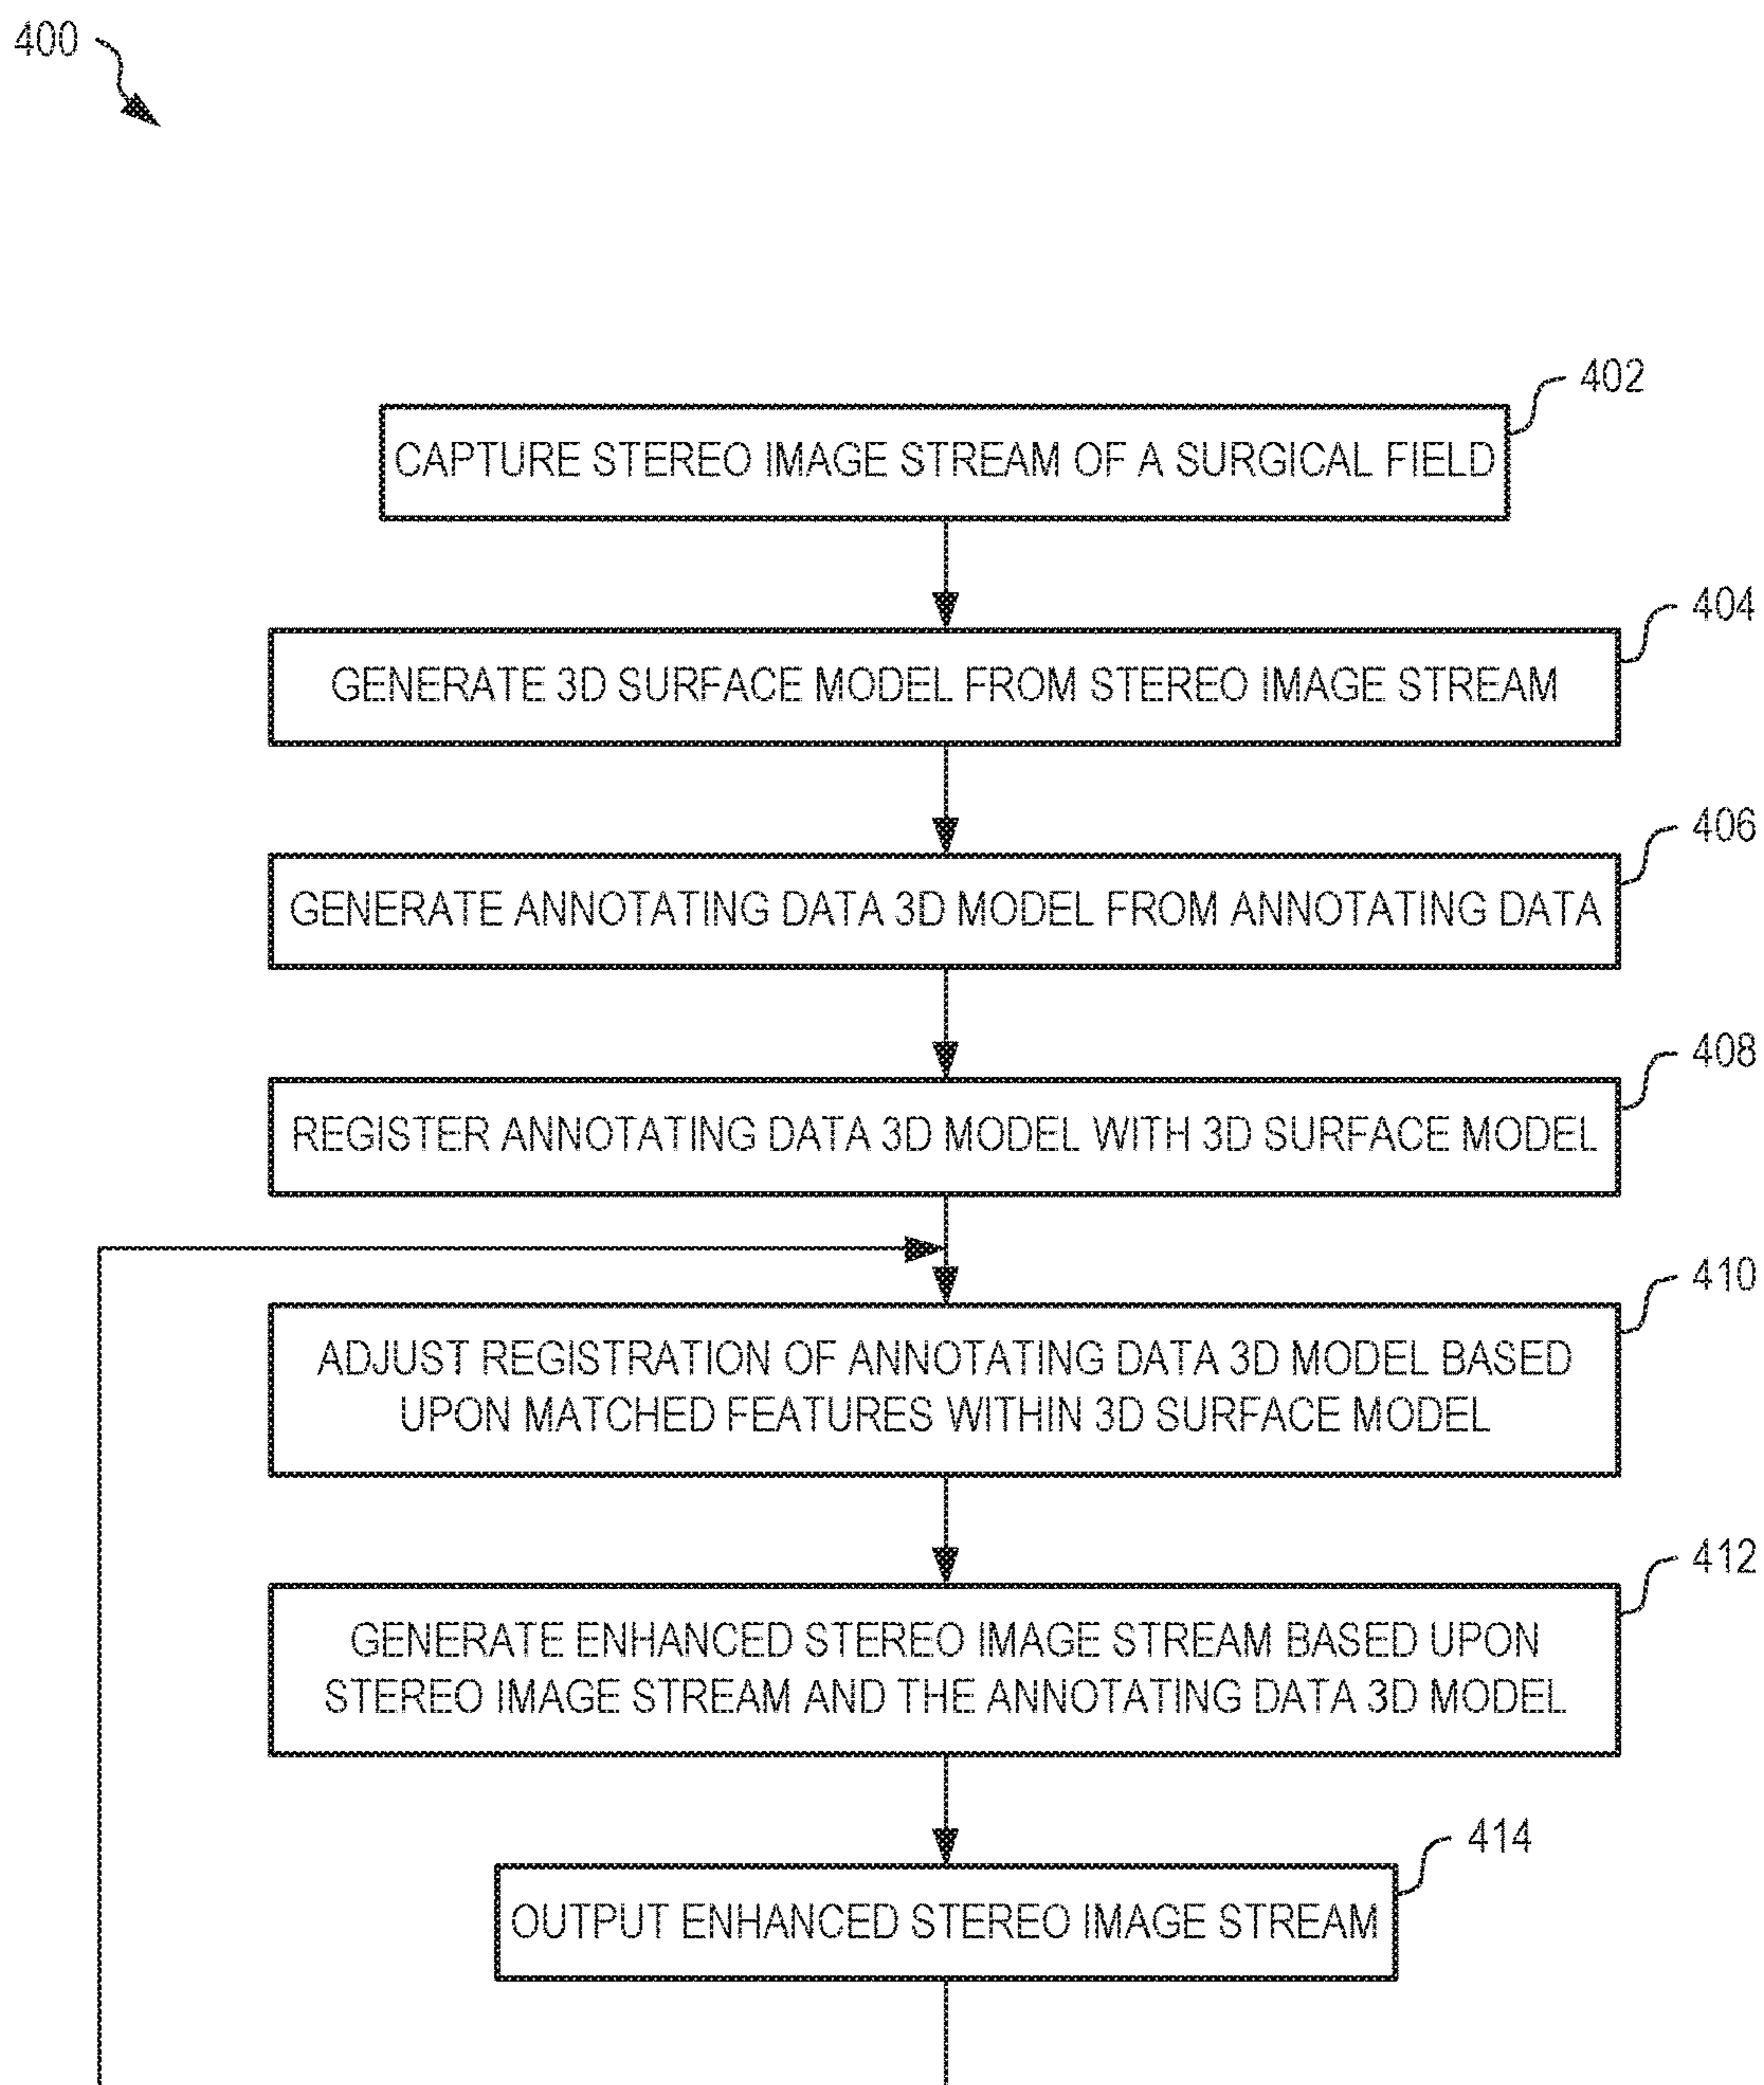 400
402
CAPTURE STEREO IMAGE STREAM OF A SURGICAL FIELD
404
GENERATE 3D SURFACE MODEL FROM STEREO IMAGE STREAM
406
GENERATE ANNOTATING DATA 3D MODEL FROM ANNOTATING DATA
408
REGISTER ANNOTATING DATA 3D MODEL WITH 3D SURFACE MODEL
410
ADJUST REGISTRATION OF ANNOTATING DATA 3D MODEL BASED
UPON MATCHED FEATURES WITHIN 3D SURFACE MODEL
412
GENERATE ENHANCED STEREO IMAGE STREAM BASED UPON
STEREO IMAGE STREAM AND THE ANNOTATING DATA 3D MODEL
414
OUTPUT ENHANCED STEREO IMAGE STREAM